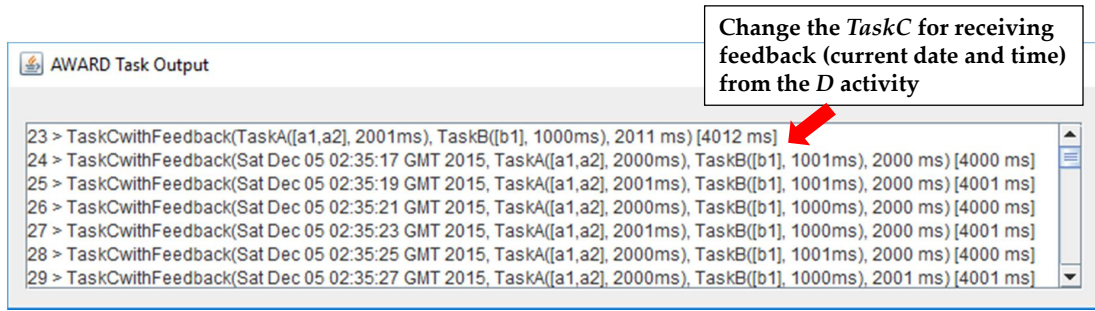 Change the TaskC for receiving
feedback (current date and time)
from the D activity
AWARD Task Output
23 > TaskCwithFeedback(TaskA([a1,a2], 2001ms), TaskB([b1], 1000ms), 2011 ms) [4012 ms]
24 > TaskCwithFeedback(Sat Dec 05 02:35:17 GMT 2015, TaskA([a1,a2], 2000ms), TaskB([b1], 1001ms), 2000 ms) [4000 ms]
25 > TaskCwithFeedback(Sat Dec 05 02:35:19 GMT 2015, TaskA([a1,a2], 2001ms), TaskB([b1], 1001ms), 2000 ms) [4001 ms]
26 > TaskCwithFeedback(Sat Dec 05 02:35:21 GMT 2015, TaskA([a1,a2], 2000ms), TaskB([b1], 1000ms), 2000 ms) [4000 ms]
27 > TaskCwithFeedback(Sat Dec 05 02:35:23 GMT 2015, TaskA([a1,a2], 2001ms), TaskB([b1], 1000ms), 2000 ms) [4001 ms]
28 > TaskCwithFeedback(Sat Dec 05 02:35:25 GMT 2015, TaskA([a1,a2], 2000ms), TaskB([b1], 1001ms), 2000 ms) [4000 ms]
29 > TaskCwithFeedback(Sat Dec 05 02:35:27 GMT 2015, TaskA([a1,a2], 2000ms), TaskB([b1], 1000ms), 2001 ms) [4001 ms]